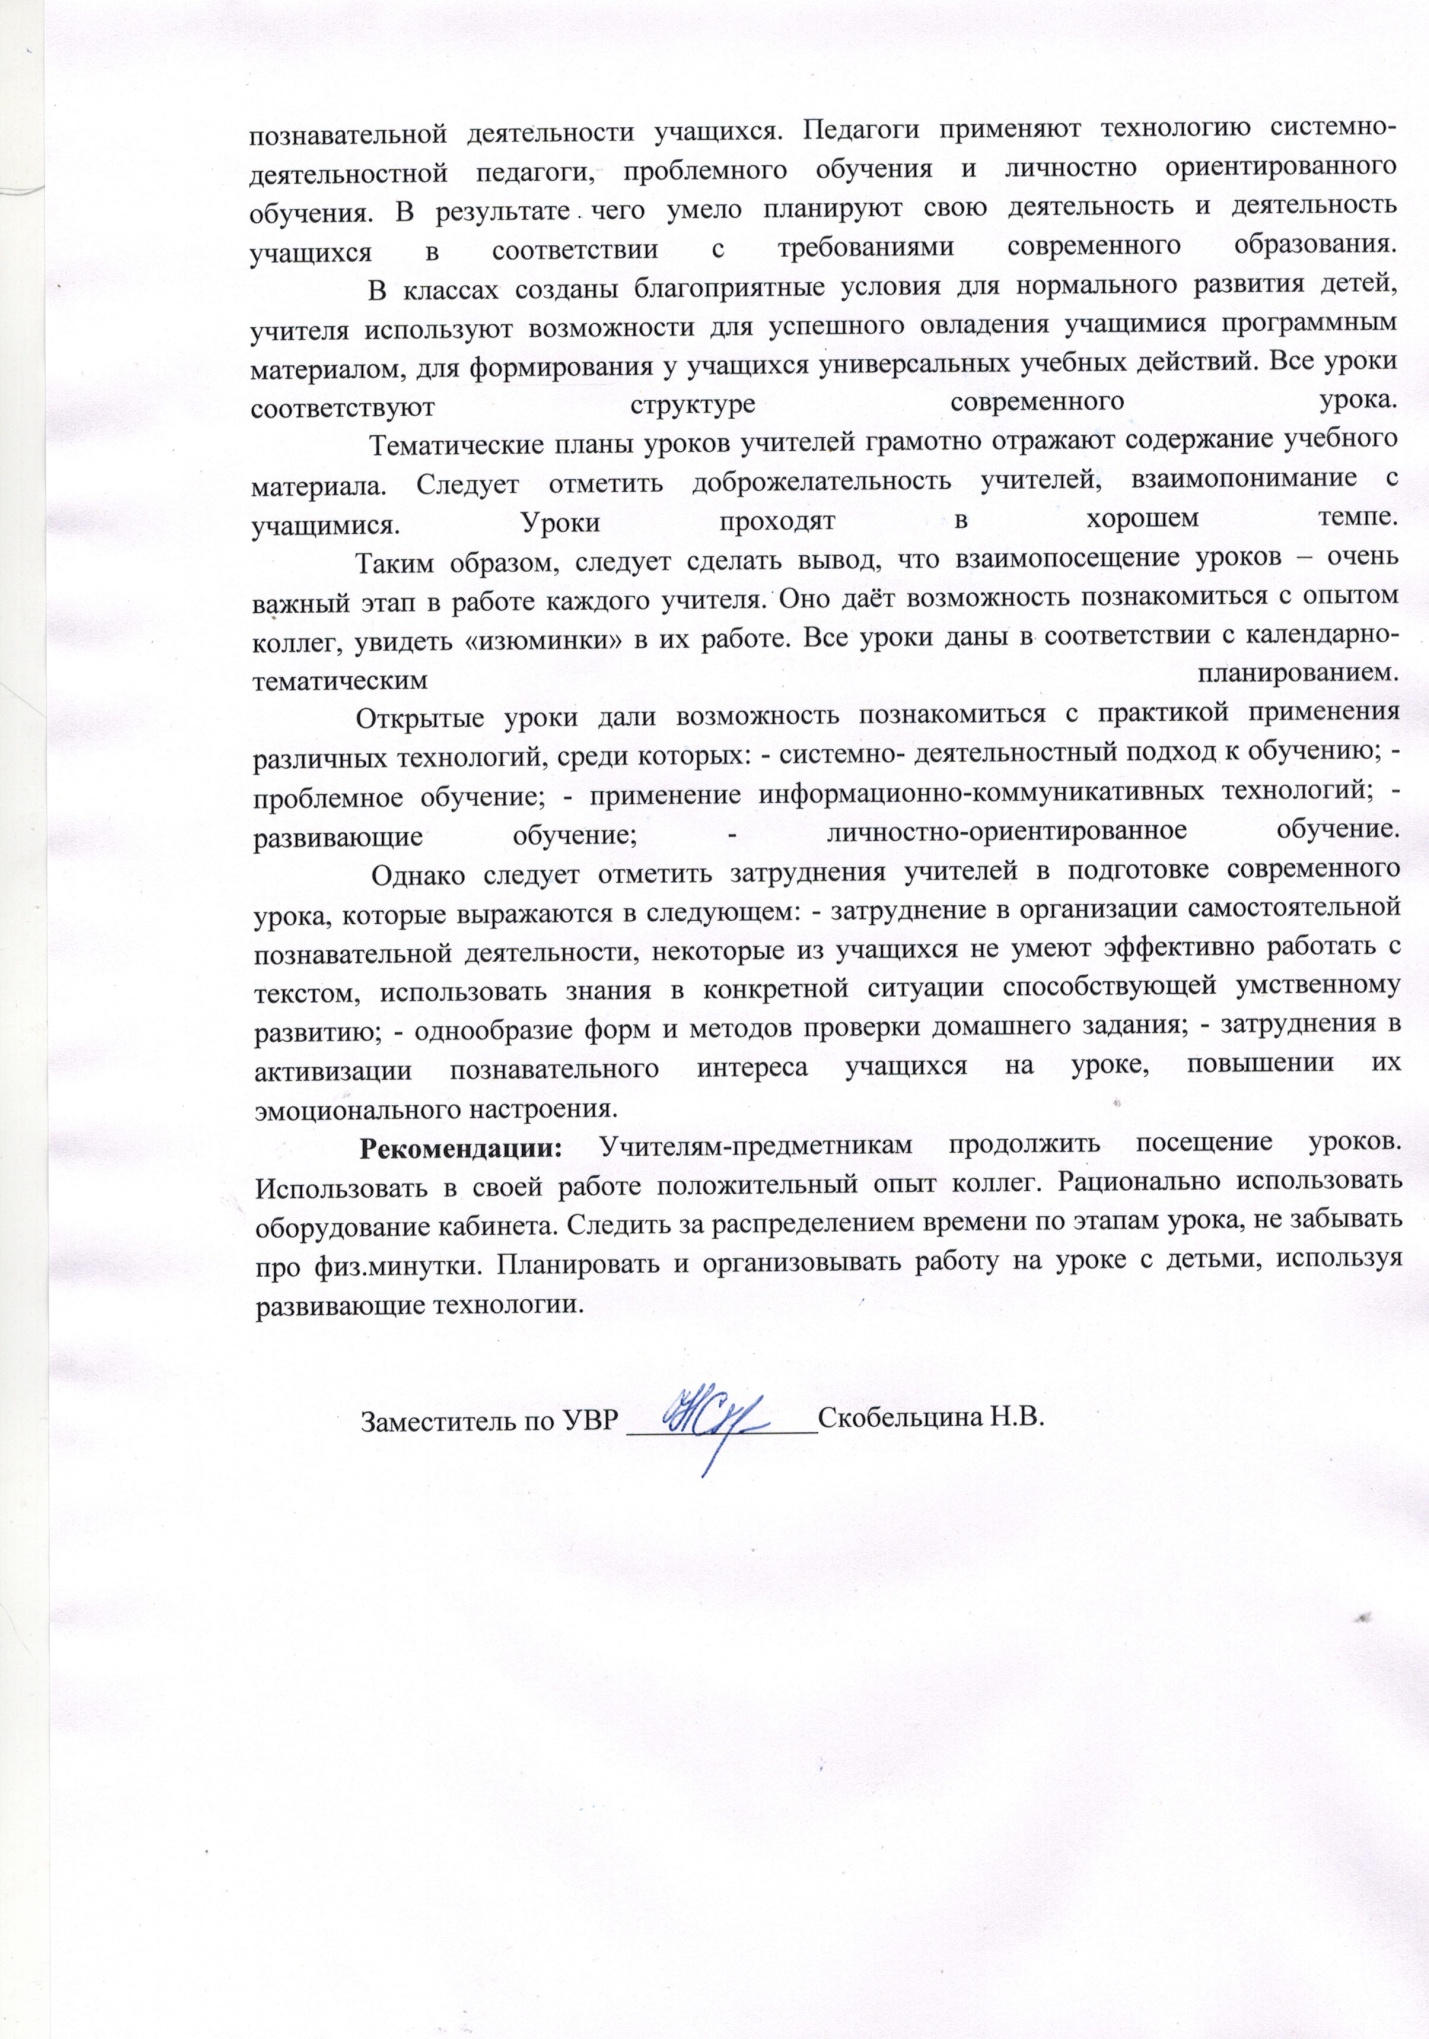 познавательной деятельности учащихся. Педагоги применяют технологию системно-
деятельностной педагоги, проблемного обучения и личностно ориентированного
обучения. В результате чего умело планируют свою деятельность и деятельность
учащихся в соответствии с требованиями современного образования.
В классах созданы благоприятные условия для нормального развития детей,
учителя используют возможности для успешного овладения учащимися программным
материалом, для формирования у учащихся универсальных учебных действий. Все уроки
соответствуют структуре современного урока.
Тематические планы уроков учителей грамотно отражают содержание учебного
материала. Следует отметить доброжелательность учителей, взаимопонимание с
учащимися. Уроки проходят в хорошем темпе.
Таким образом, следует сделать вывод, что взаимопосещение уроков – очень
важный этап в работе каждого учителя. Оно даёт возможность познакомиться с опытом
коллег, увидеть «изюминки» в их работе. Все уроки даны в соответствии с календарно-
тематическим планированием.
Открытые уроки дали возможность познакомиться с практикой применения
различных технологий, среди которых: - системно- деятельностный подход к обучению; -
проблемное обучение; - применение информационно-коммуникативных технологий; -
развивающие обучение; - личностно-ориентированное обучение.
Однако следует отметить затруднения учителей в подготовке современного
урока, которые выражаются в следующем: - затруднение в организации самостоятельной
познавательной деятельности, некоторые из учащихся не умеют эффективно работать с
текстом, использовать знания в конкретной ситуации способствующей умственному
развитию; - однообразие форм и методов проверки домашнего задания; - затруднения в
активизации познавательного интереса учащихся на уроке, повышении их
эмоционального настроения.
Рекомендации: Учителям-предметникам продолжить посещение уроков.
Использовать в своей работе положительный опыт коллег. Рационально использовать
оборудование кабинета. Следить за распределением времени по этапам урока, не забывать
про физ.минутки. Планировать и организовывать работу на уроке с детьми, используя
развивающие технологии.
Заместитель по УВР ______________Скобельцина Н.В.